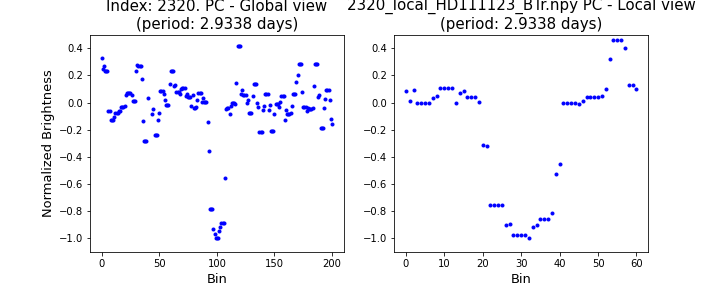 Index: 2320. PC - Global view
(period: 2.9338 days)
2320_local_HD111123_BTr.npy PC - Local view
(period: 2.9338 days)
Normalized Brightness
0.4
0.2
0.0
−0.2
−0.4
−0.6
−0.8
−1.0
0 50 100 150 200
Bin
0.4
0.2
0.0
−0.2
−0.4
−0.6
−0.8
−1.0
0 10 20 30 40 50 60
Bin